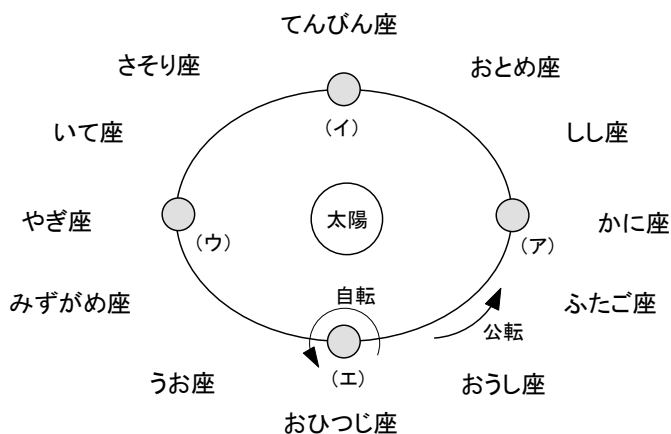 てんびん座
さそり座
おとめ座
いて座
(イ)
しし座
やぎ座
(ウ)
太陽
(ア)
かに座
みずがめ座
自転
ふたご座
公転
うお座
(エ)
おうし座
おひつじ座